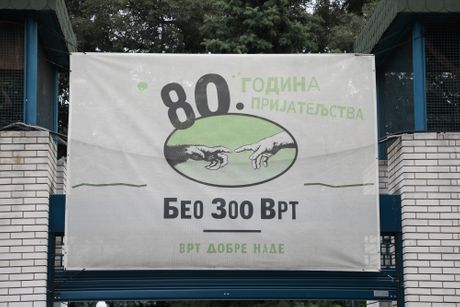 80. ГОДИНА
ПРИЈАТЕЉСТВА
БЕО ЗОО ВРТ
ВРТ ДОБРЕ НАДЕ